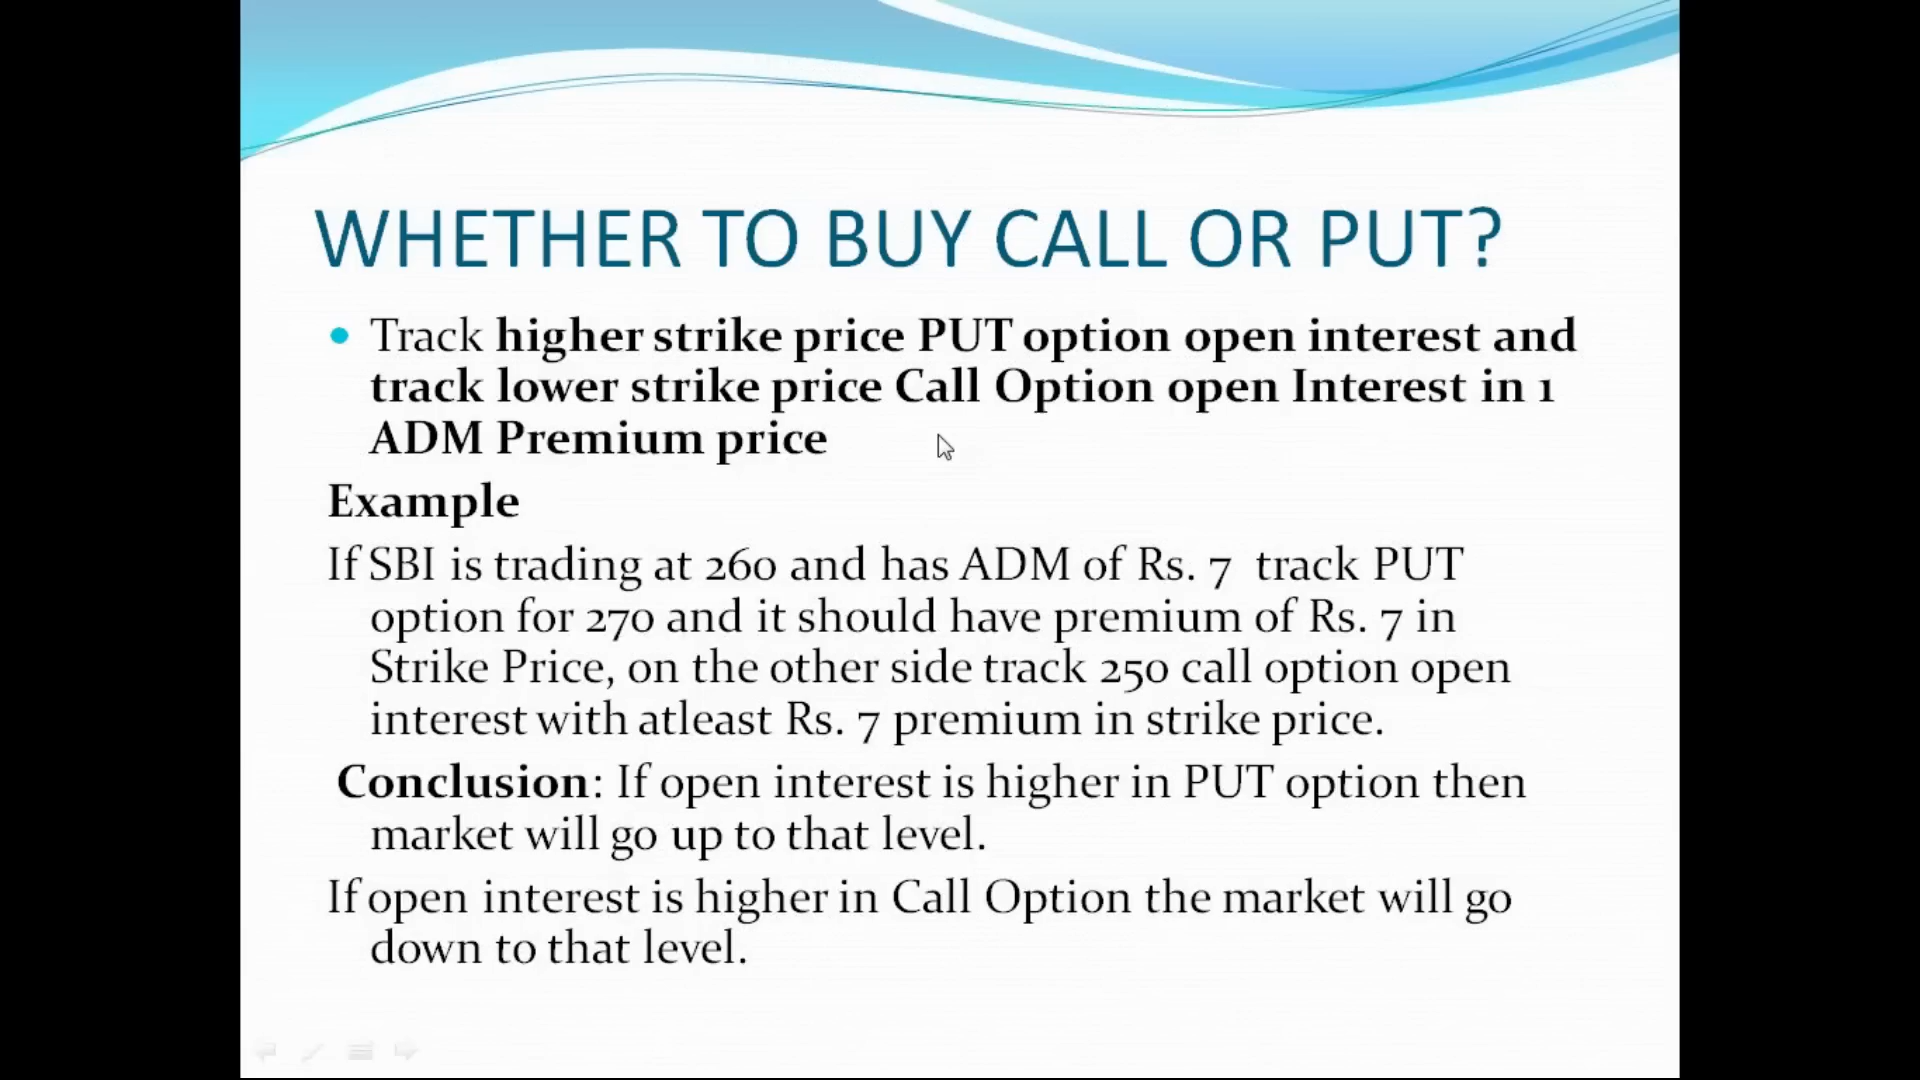 WHETHER TO BUY CALL OR PUT?
Track higher strike price PUT option open interest and
track lower strike price Call Option open Interest in 1
ADM Premium price
Example
If SBI is trading at 260 and has ADM of Rs. 7 track PUT
option for 270 and it should have premium of Rs. 7 in
Strike Price, on the other side track 250 call option open
interest with atleast Rs. 7 premium in strike price.
Conclusion: If open interest is higher in PUT option then
market will go up to that level.
If open interest is higher in Call Option the market will go
down to that level.